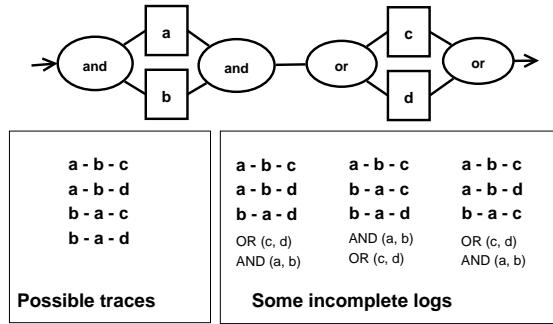 a
c
and
and
or
or
b
d
a - b - c
a - b - d
b - a - c
b - a - d
Possible traces
a - b - c
a - b - d
b - a - d
OR (c, d)
AND (a, b)
a - b - c
b - a - c
b - a - d
AND (a, b)
OR (c, d)
a - b - c
a - b - d
b - a - c
OR (c, d)
AND (a, b)
Some incomplete logs